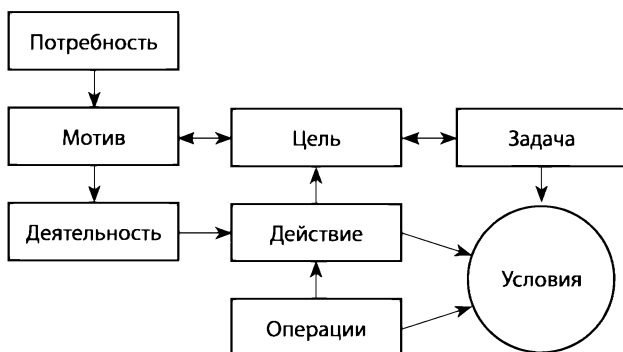 Потребность
Мотив
Цель
Задача
Деятельность
Действие
Условия
Операции